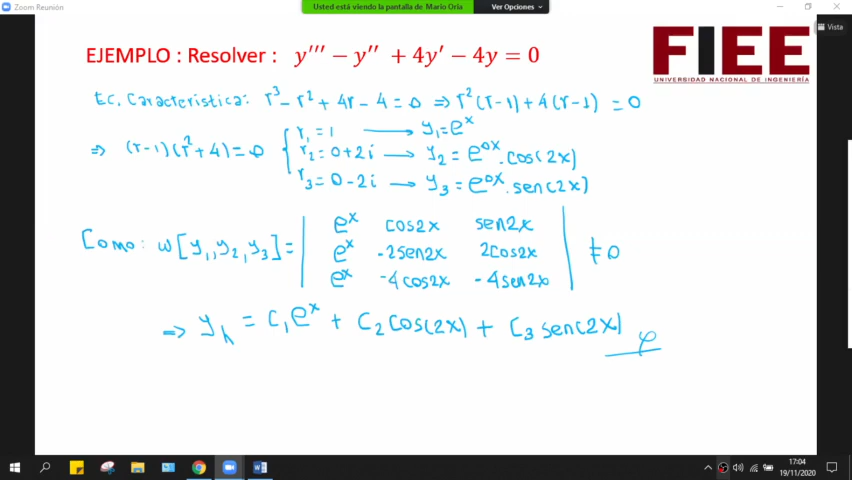 Zoom Reunión
Usted está viendo la pantalla de Mario Oria
Ver Opciones
Vista
EJEMPLO : Resolver : y''' − y'' + 4y' − 4y = 0
FIEE
UNIVERSIDAD NACIONAL DE INGENIERÍA
Ec. Característica: r³ − r² + 4r − 4 = 0 ⇒ r²(r−1) + 4(r−1) = 0
⇒ (r−1)(r²+4) = 0 { r₁ = 1 → y₁ = eˣ
r₂ = 0+2i → y₂ = e⁰ˣ.cos(2x)
r₃ = 0−2i → y₃ = e⁰ˣ.sen(2x)
Como: W[y₁,y₂,y₃] = | eˣ cos2x sen2x |
| eˣ -2sen2x 2cos2x | ≠ 0
| eˣ -4cos2x -4sen2x |
⇒ yₕ = C₁eˣ + C₂cos(2x) + C₃sen(2x)
17:04
19/11/2020